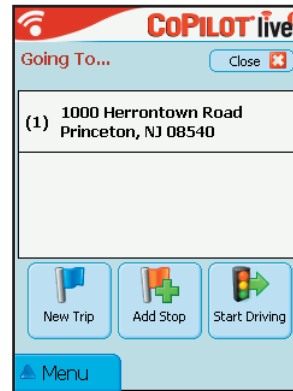 CoPILOT live
Going To...
Close
(1) 1000 Herrontown Road
Princeton, NJ 08540
New Trip
Add Stop
Start Driving
Menu